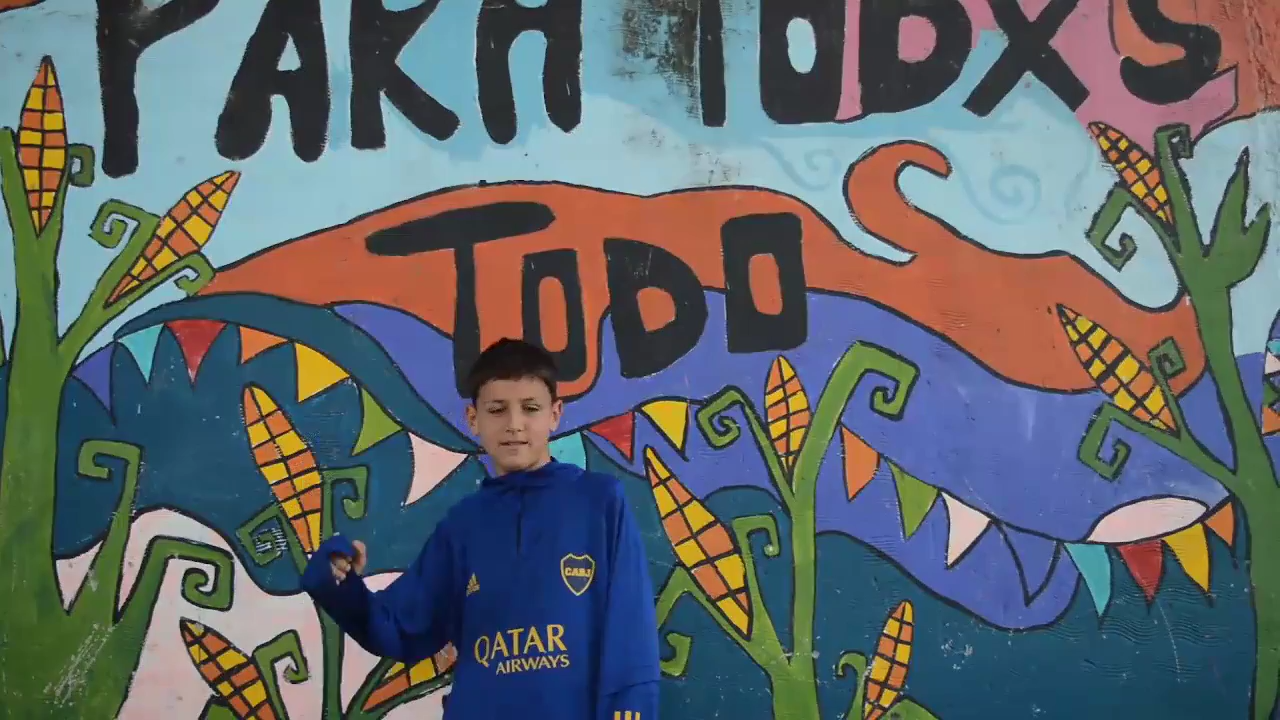 PARA TODXS
TODO
CABJ
QATAR
AIRWAYS